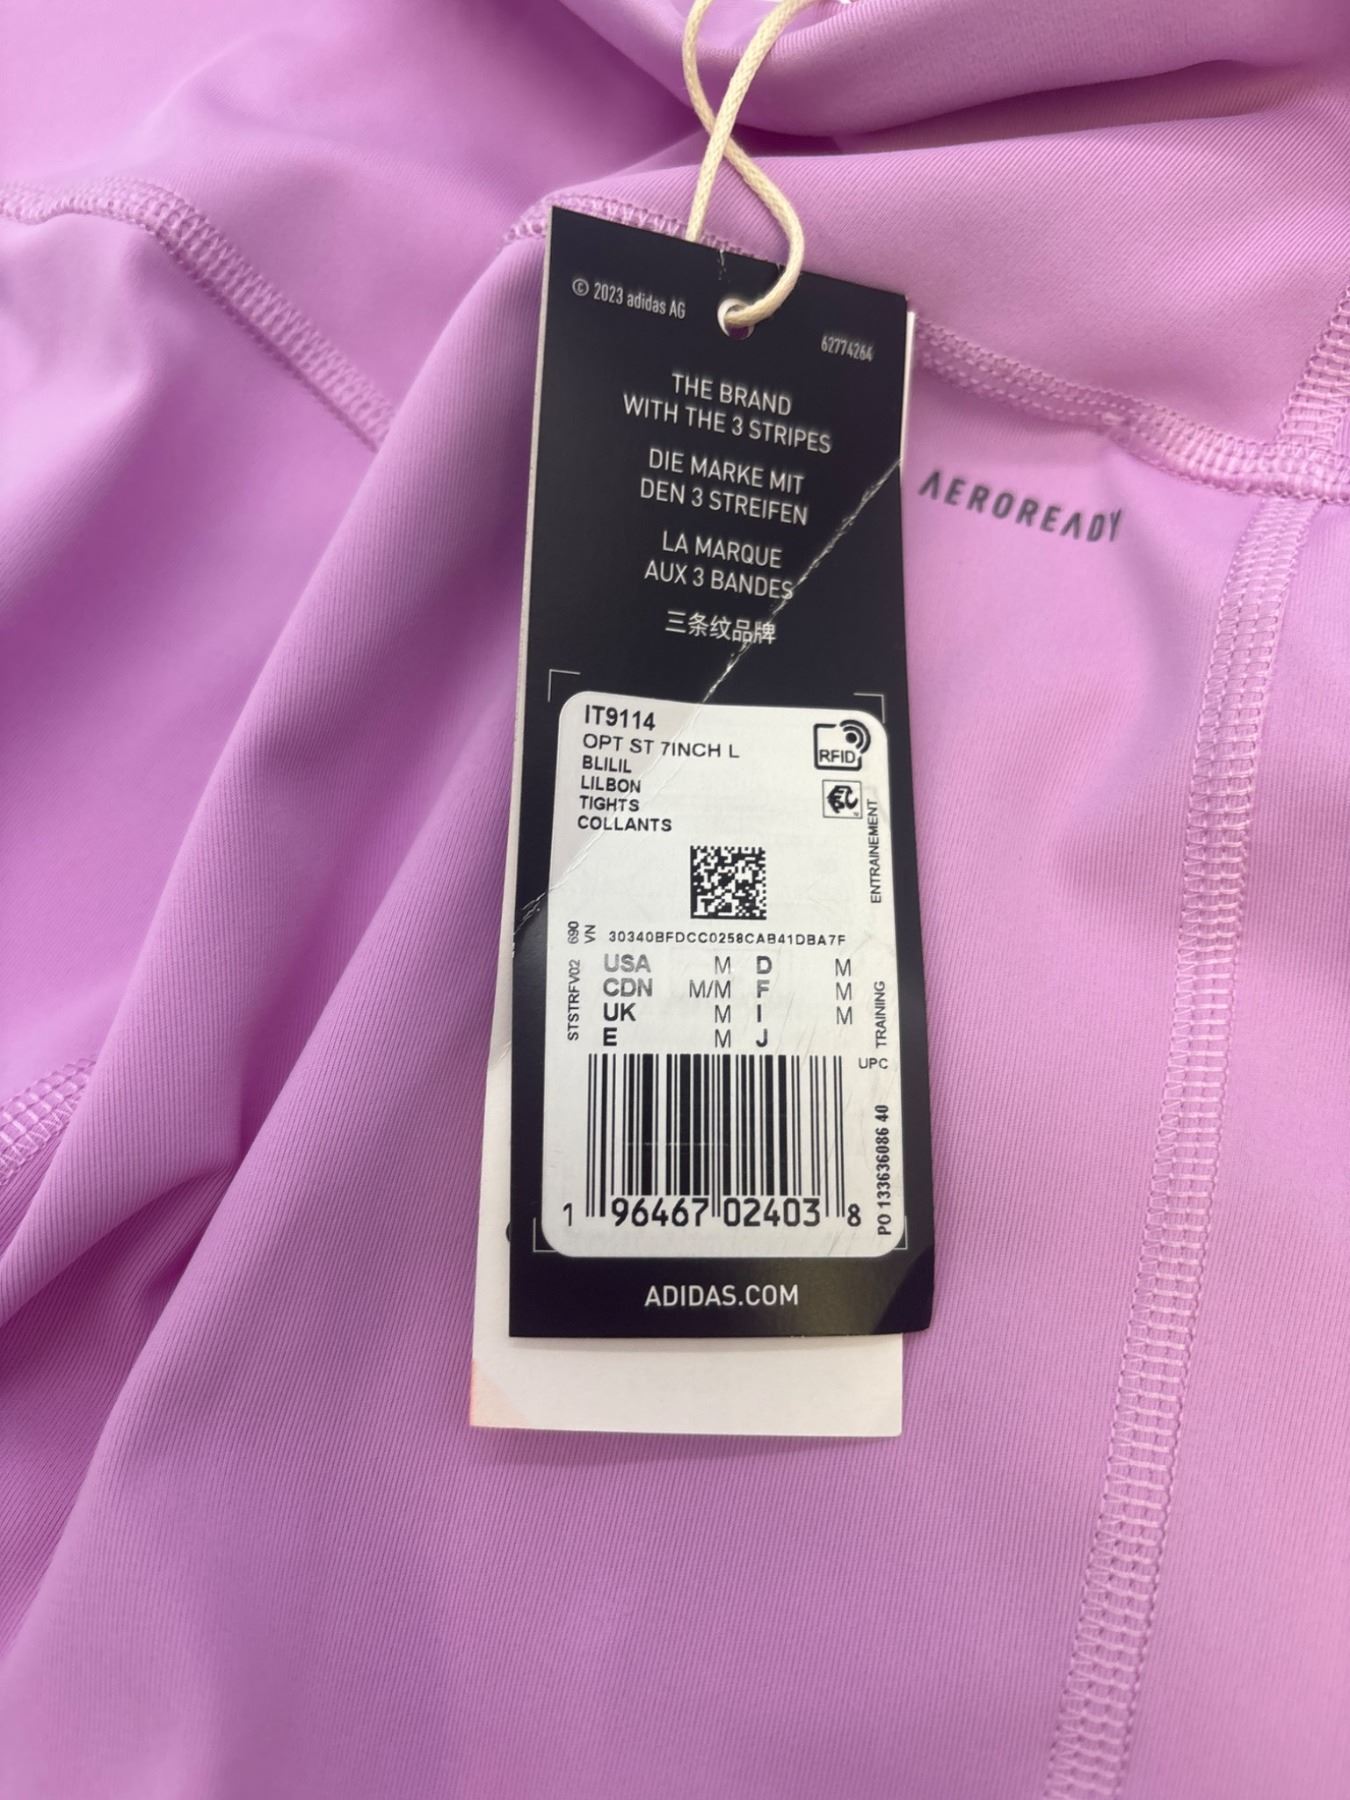 © 2023 adidas AG
62774264
THE BRAND
WITH THE 3 STRIPES
DIE MARKE MIT
DEN 3 STREIFEN
LA MARQUE
AUX 3 BANDES
三条纹品牌
AEROREADY
IT9114
OPT ST 7INCH L
BLILIL
LILBON
TIGHTS
COLLANTS
RFID
ENTRAINEMENT
690
VN
30340BFDCC0258CAB41DBA7F
STSTRFV02
USA M D M
CDN M/M F M
UK M I M
E M J
TRAINING
UPC
1 96467 02403 8
PO 133636086 40
ADIDAS.COM